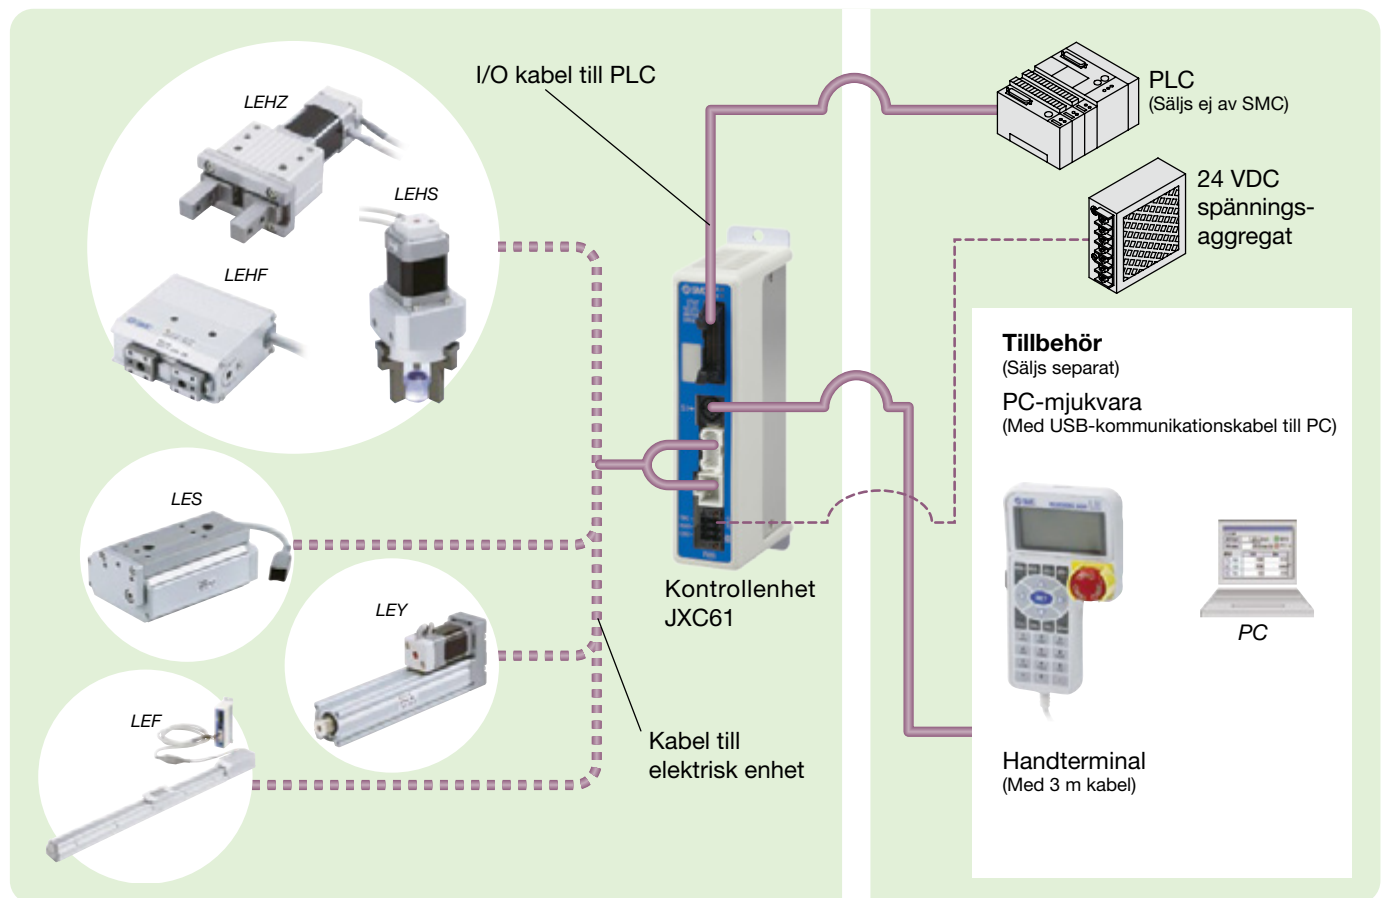 I/O kabel till PLC
LEHZ
LEHS
LEHF
LES
LEY
LEF
SMC
Kontrollenhet
JXC61
Kabel till
elektrisk enhet
PLC
(Säljs ej av SMC)
24 VDC
spännings-
aggregat
Tillbehör
(Säljs separat)
PC-mjukvara
(Med USB-kommunikationskabel till PC)
PC
Handterminal
(Med 3 m kabel)